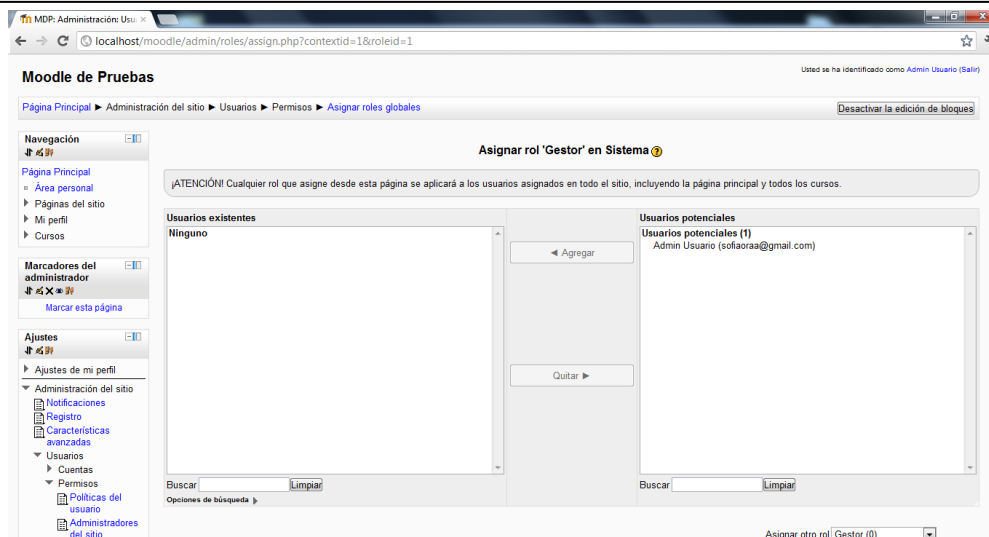 MDP: Administración: Usu
localhost/moodle/admin/roles/assign.php?contextid=1&roleid=1
Moodle de Pruebas
Usted se ha identificado como Admin Usuario (Salir)
Página Principal ► Administración del sitio ► Usuarios ► Permisos ► Asignar roles globales
Desactivar la edición de bloques
Navegación
Página Principal
Área personal
Páginas del sitio
Mi perfil
Cursos
Marcadores del
administrador
Marcar esta página
Ajustes
Ajustes de mi perfil
Administración del sitio
Notificaciones
Registro
Características
avanzadas
Usuarios
Cuentas
Permisos
Políticas del
usuario
Administradores
del sitio
Asignar rol 'Gestor' en Sistema
¡ATENCIÓN! Cualquier rol que asigne desde esta página se aplicará a los usuarios asignados en todo el sitio, incluyendo la página principal y todos los cursos.
Usuarios existentes
Ninguno
Buscar
Limpiar
Opciones de búsqueda
◄ Agregar
Quitar ►
Usuarios potenciales
Usuarios potenciales (1)
Admin Usuario (sofiaoraa@gmail.com)
Buscar
Limpiar
Asignar otro rol Gestor (0)